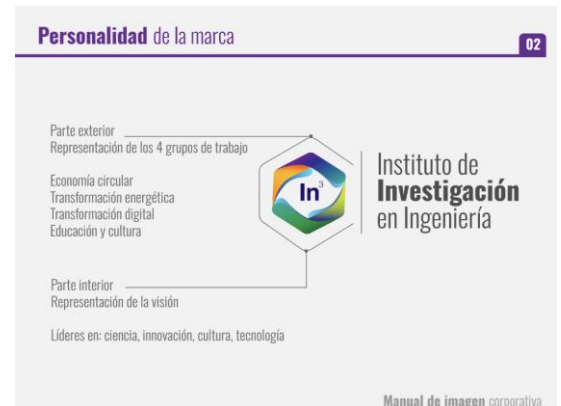 Personalidad de la marca
02
Parte exterior
Representación de los 4 grupos de trabajo
Economía circular
Transformación energética
Transformación digital
Educación y cultura
In³
Instituto de
Investigación
en Ingeniería
Parte interior
Representación de la visión
Líderes en: ciencia, innovación, cultura, tecnología
Manual de imagen corporativa